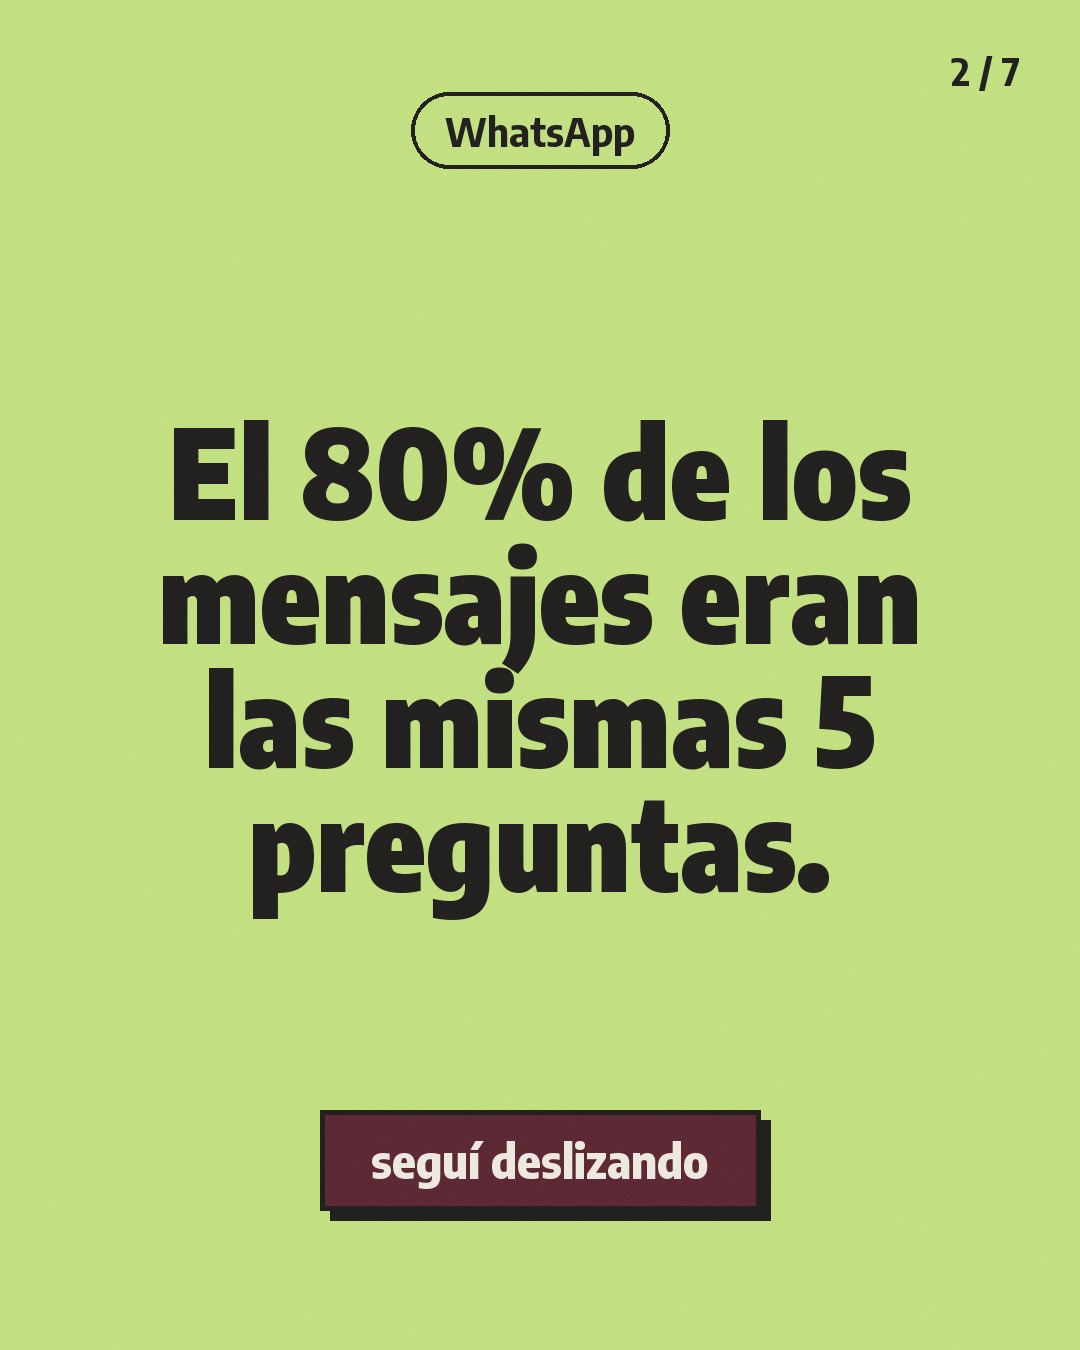 2 / 7
WhatsApp
El 80% de los
mensajes eran
las mismas 5
preguntas.
seguí deslizando